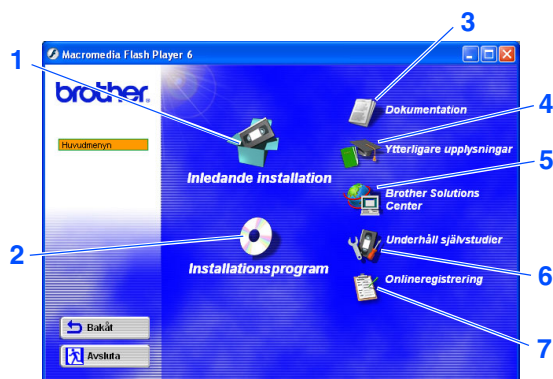 3
1
Macromedia Flash Player 6
brother.
Dokumentation
4
Huvudmenyn
Ytterligare upplysningar
5
Inledande installation
Brother Solutions
Center
2
Underhåll självstudier
Installationsprogram
6
Onlineregistrering
Bakåt
7
Avsluta